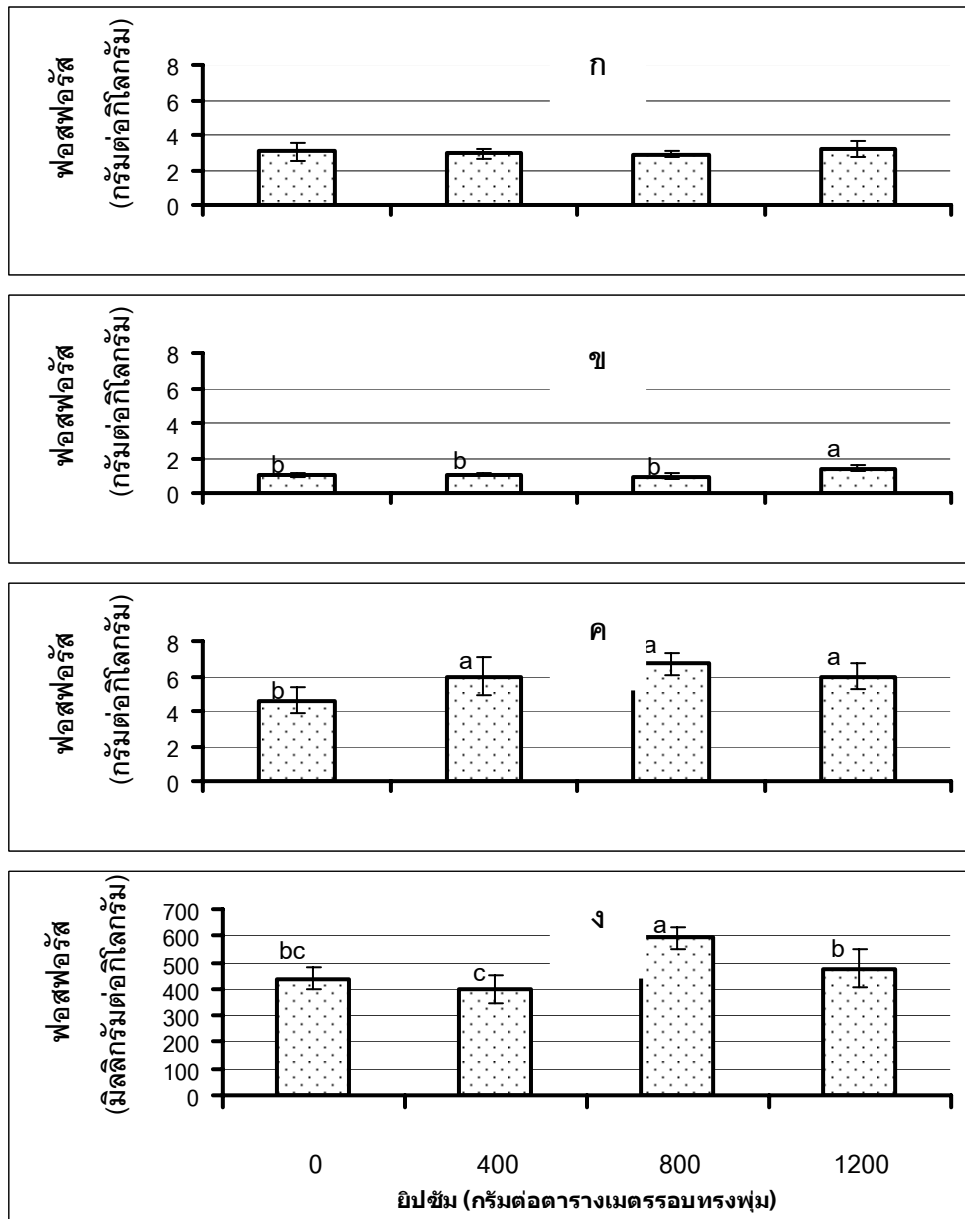 ก
ฟอสฟอรัส
(กรัมต่อกิโลกรัม)
8
6
4
2
0
ข
ฟอสฟอรัส
(กรัมต่อกิโลกรัม)
8
6
4
2
0
b
b
b
a
ค
ฟอสฟอรัส
(กรัมต่อกิโลกรัม)
8
6
4
2
0
b
a
a
a
ง
ฟอสฟอรัส
(มิลลิกรัมต่อกิโลกรัม)
700
600
500
400
300
200
100
0
bc
c
a
b
0 400 800 1200
ยิปซัม (กรัมต่อตารางเมตรรอบทรงพุ่ม)